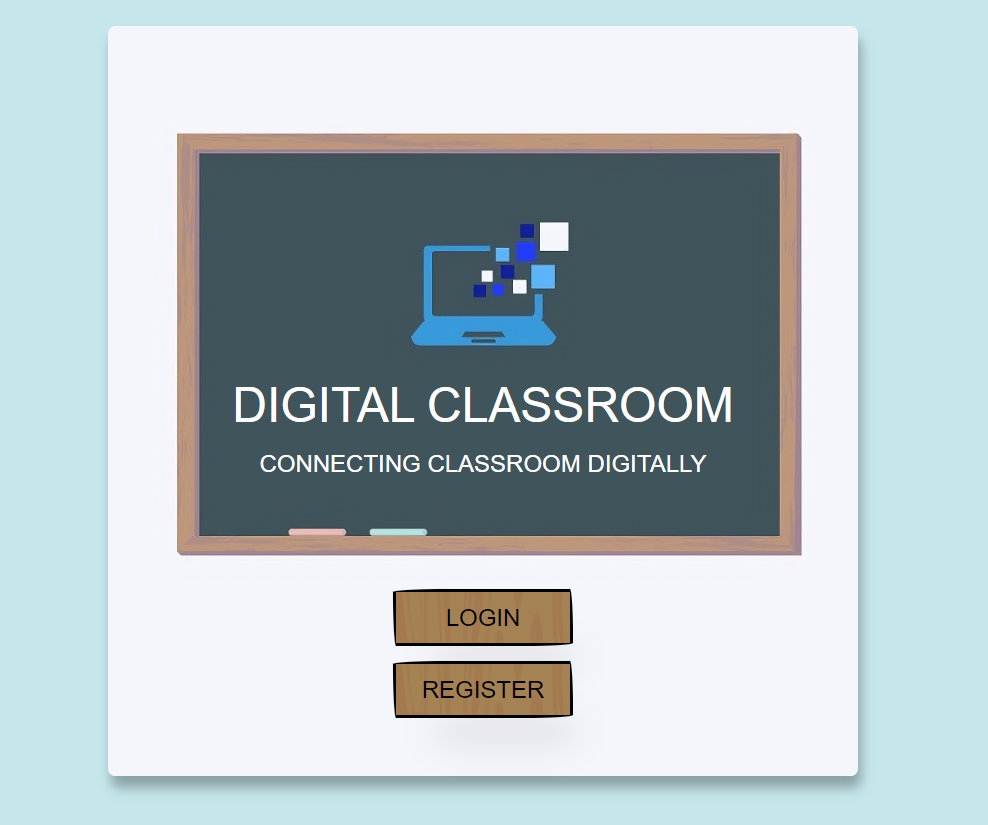 DIGITAL CLASSROOM
CONNECTING CLASSROOM DIGITALLY
LOGIN
REGISTER